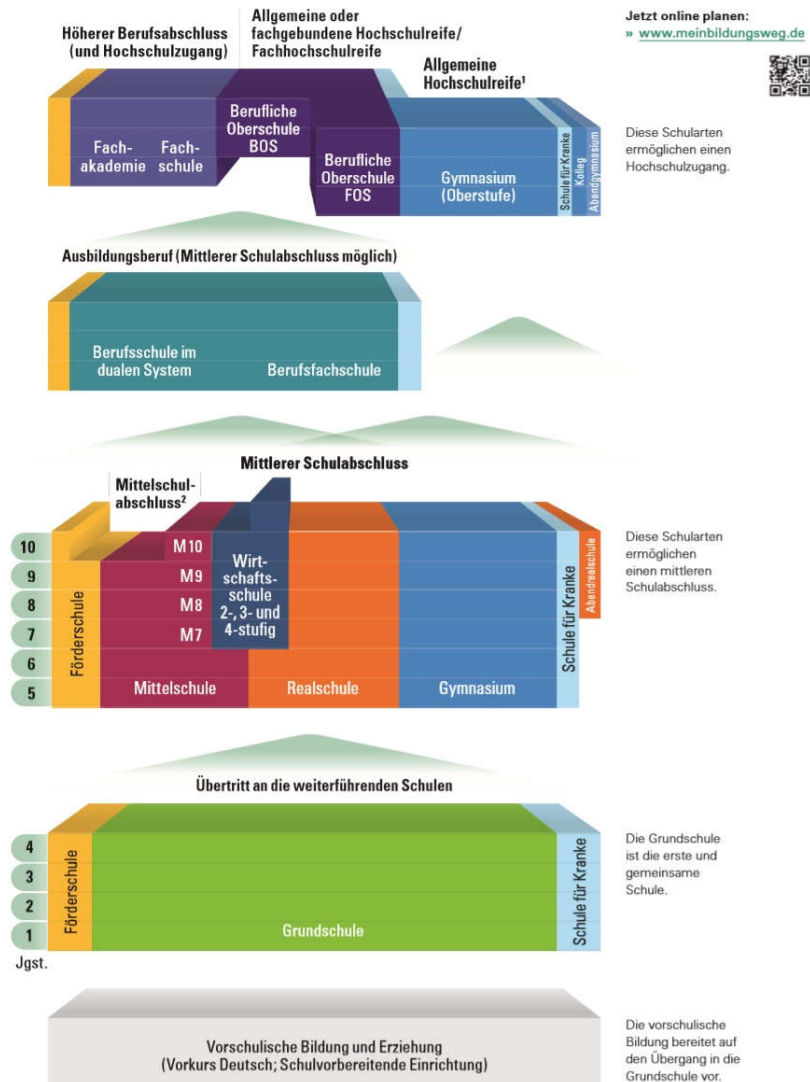 Höherer Berufsabschluss
(und Hochschulzugang)
Allgemeine oder
fachgebundene Hochschulreife/
Fachhochschulreife
Allgemeine
Hochschulreife¹
Jetzt online planen:
» www.meinbildungsweg.de
Fach-
akademie
Fach-
schule
Berufliche
Oberschule
BOS
Berufliche
Oberschule
FOS
Gymnasium
(Oberstufe)
Schule für Kranke
Kolleg
Abendgymnasium
Diese Schularten
ermöglichen einen
Hochschulzugang.
Ausbildungsberuf (Mittlerer Schulabschluss möglich)
Berufsschule im
dualen System
Berufsfachschule
Mittlerer Schulabschluss
Mittelschul-
abschluss²
10
9
8
7
6
5
Förderschule
M10
M9
M8
M7
Mittelschule
Wirt-
schafts-
schule
2-, 3- und
4-stufig
Realschule
Gymnasium
Schule für Kranke
Abendrealschule
Diese Schularten
ermöglichen
einen mittleren
Schulabschluss.
Übertritt an die weiterführenden Schulen
4
3
2
1
Jgst.
Förderschule
Grundschule
Schule für Kranke
Die Grundschule
ist die erste und
gemeinsame
Schule.
Vorschulische Bildung und Erziehung
(Vorkurs Deutsch; Schulvorbereitende Einrichtung)
Die vorschulische
Bildung bereitet auf
den Übergang in die
Grundschule vor.